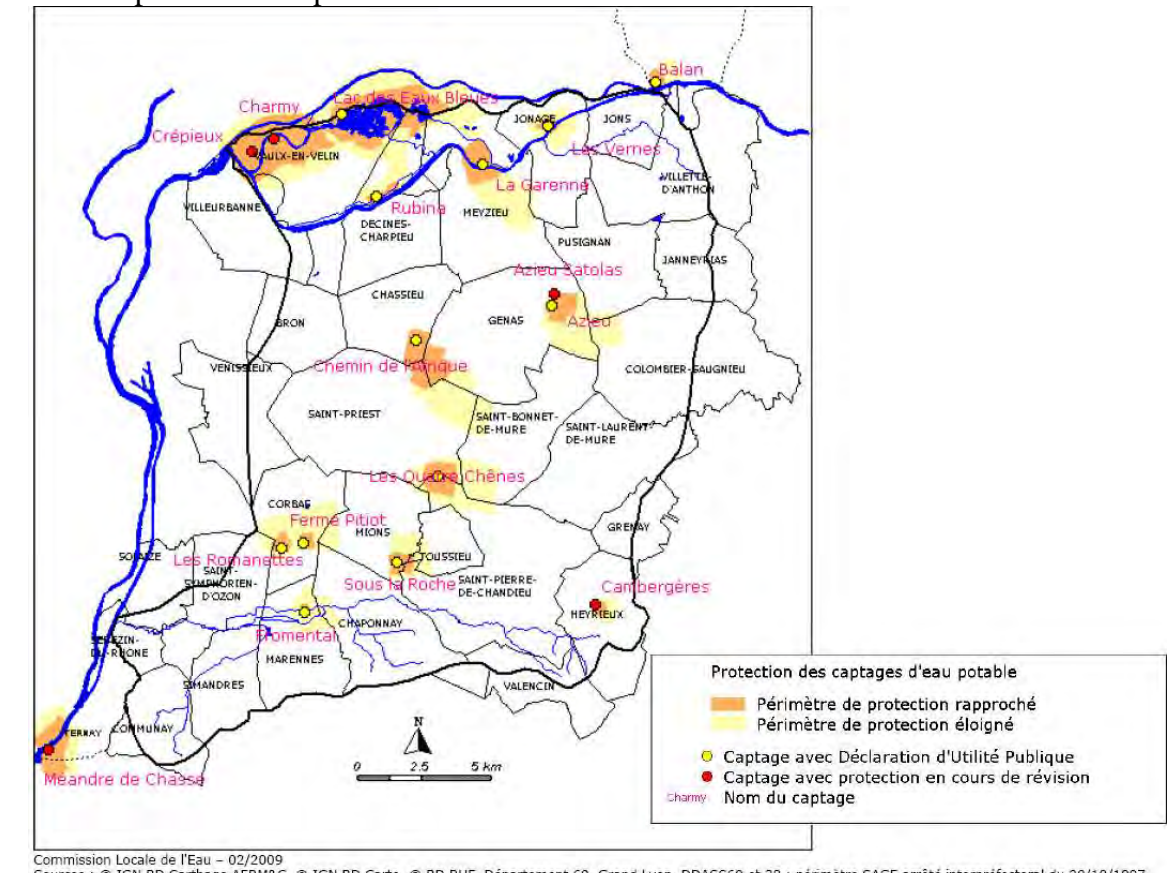 Balan
Lac des Eaux Bleues
Charmy
JONAGE
JONS
Crépieux
VAULX-EN-VELIN
Les Vernes
VILLETTE-
D'ANTHON
La Garenne
VILLEURBANNE
Rubina
MEYZIEU
DECINES-
CHARPIEU
PUSIGNAN
JANNEYRIAS
Azieu Satolas
CHASSIEU
GENAS
Azieu
BRON
VENISSIEUX
Chemin de l'Afrique
COLOMBIER-SAUGNIEU
SAINT-PRIEST
SAINT-BONNET-
DE-MURE
SAINT-LAURENT-
DE-MURE
Les Quatre Chênes
CORBAS
Ferme Pitiot
MIONS
GRENAY
SOLAIZE
Les Romanettes
TOUSSIEU
SAINT-
SYMPHORIEN-
D'OZON
Sous la Roche
SAINT-PIERRE-
DE-CHANDIEU
Cambergères
HEYRIEUX
Fromental
CHAPONNAY
SEREZIN-
DU-RHONE
MARENNES
SIMANDRES
VALENCIN
TERNAY
COMMUNAY
Méandre de Chasse
N
0 2.5 5 km
Protection des captages d'eau potable
Périmètre de protection rapproché
Périmètre de protection éloigné
Captage avec Déclaration d'Utilité Publique
Captage avec protection en cours de révision
Charmy Nom du captage
Commission Locale de l'Eau – 02/2009